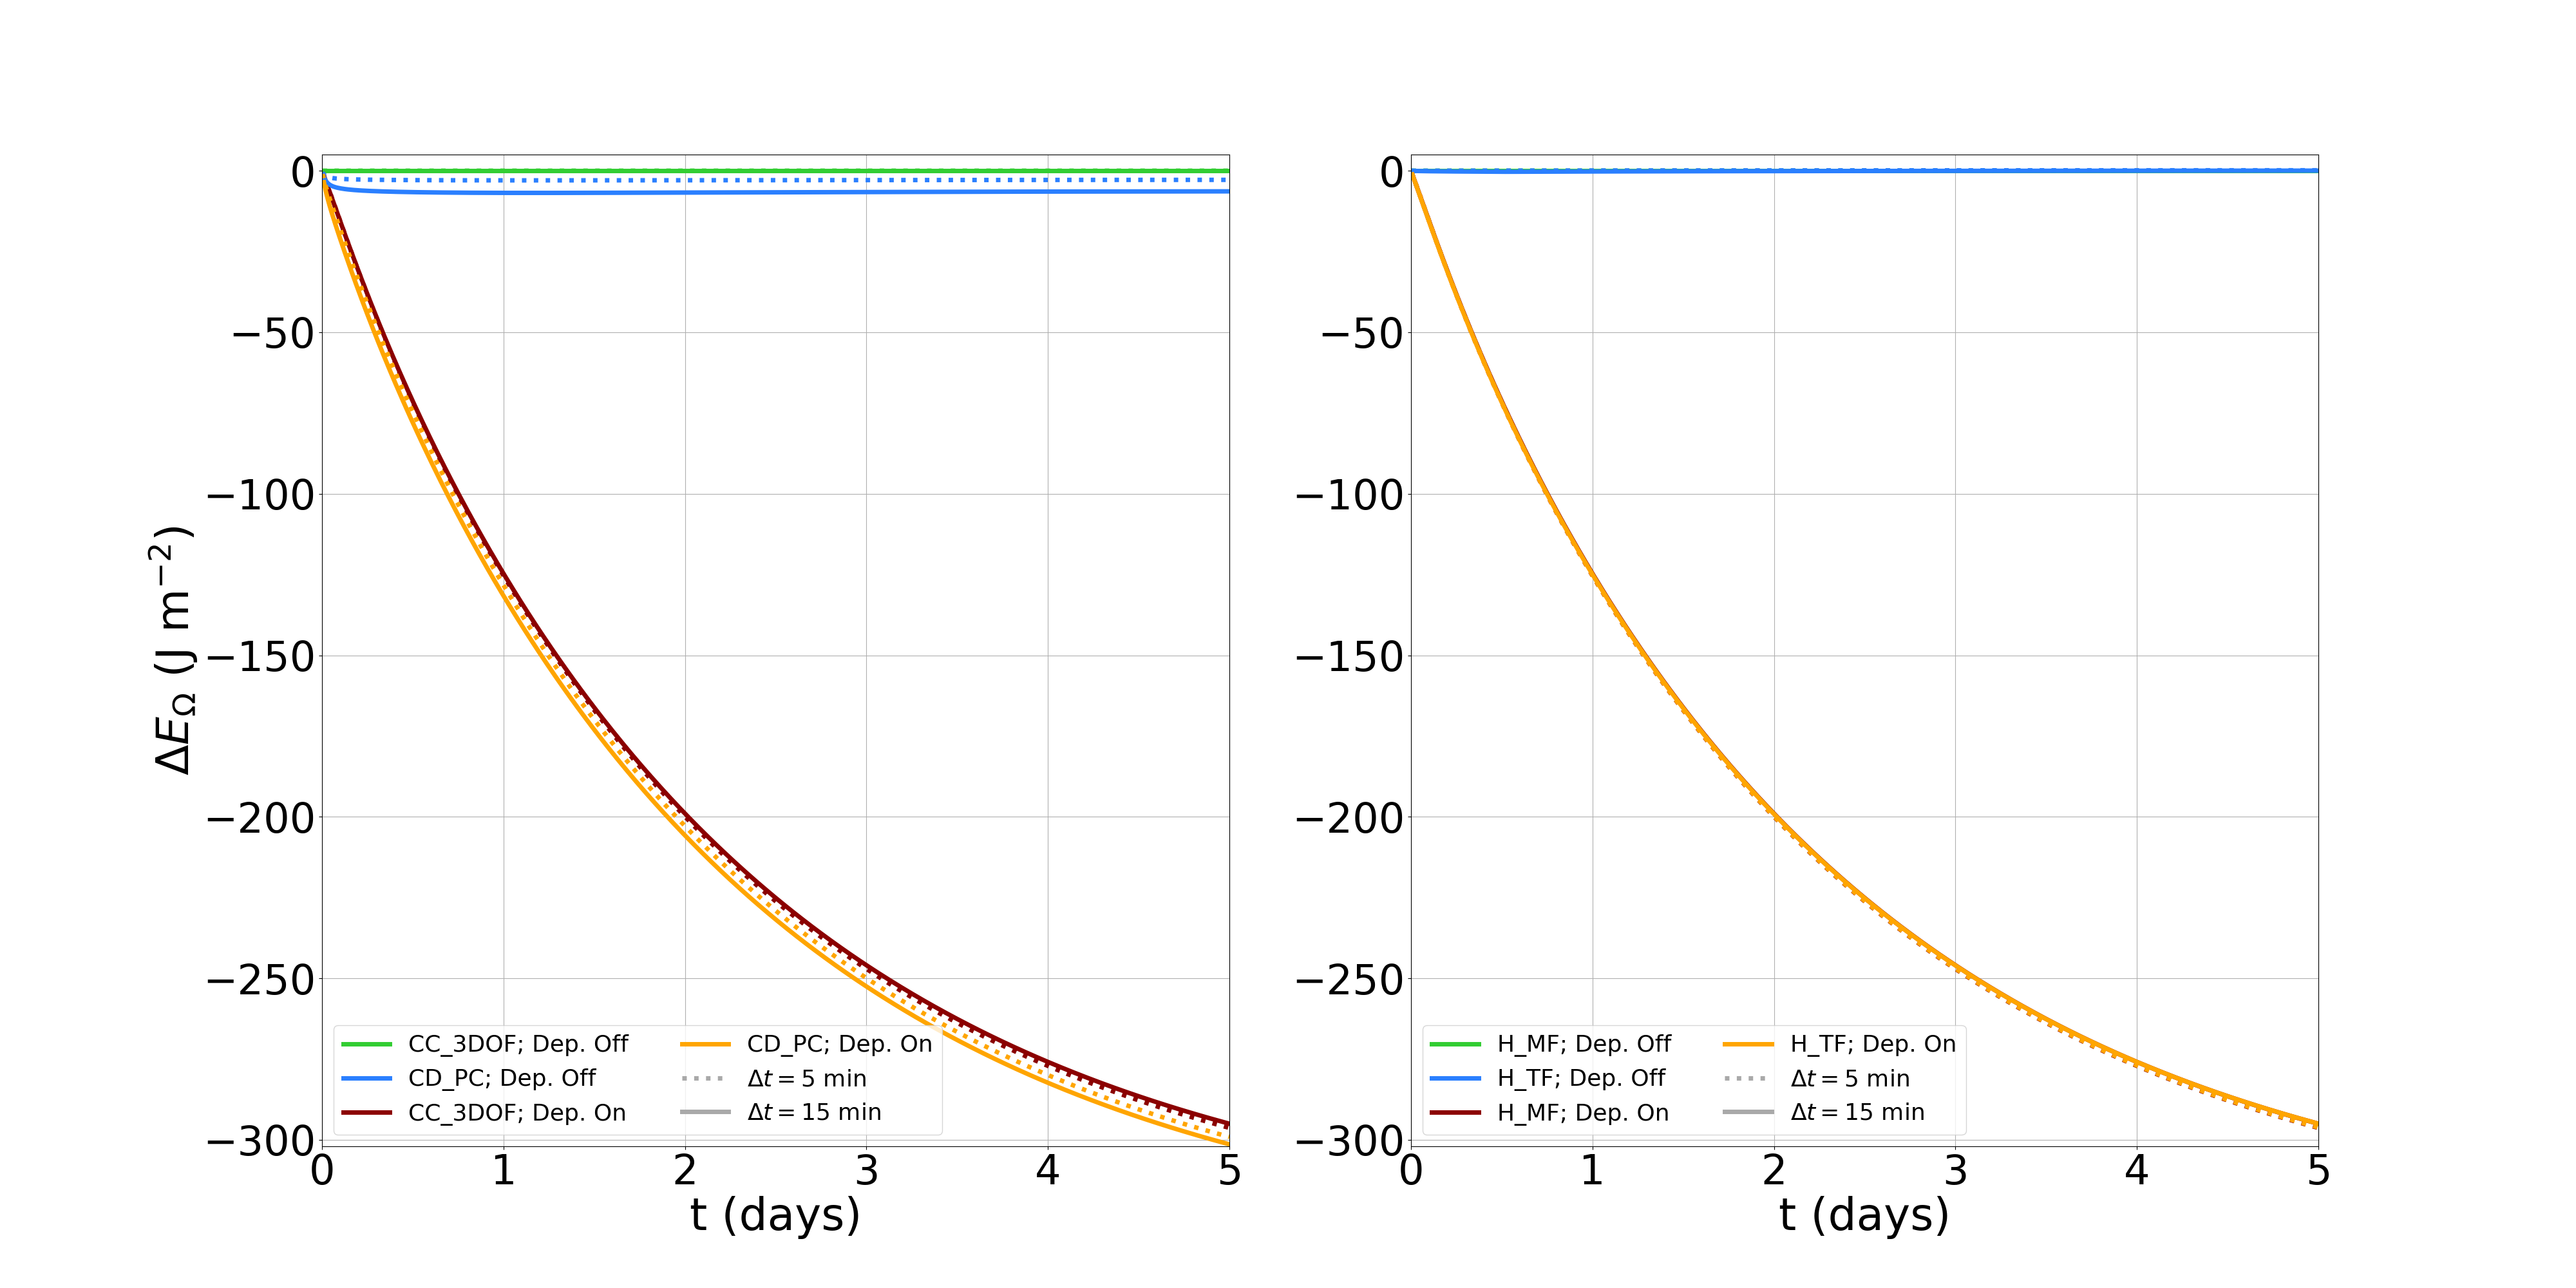 ΔE_Ω (J m⁻²)
0
−50
−100
−150
−200
−250
−300
CC_3DOF; Dep. Off
CD_PC; Dep. Off
CC_3DOF; Dep. On
CD_PC; Dep. On
Δt = 5 min
Δt = 15 min
0 1 2 3 4 5
t (days)
0
−50
−100
−150
−200
−250
−300
H_MF; Dep. Off
H_TF; Dep. Off
H_MF; Dep. On
H_TF; Dep. On
Δt = 5 min
Δt = 15 min
0 1 2 3 4 5
t (days)